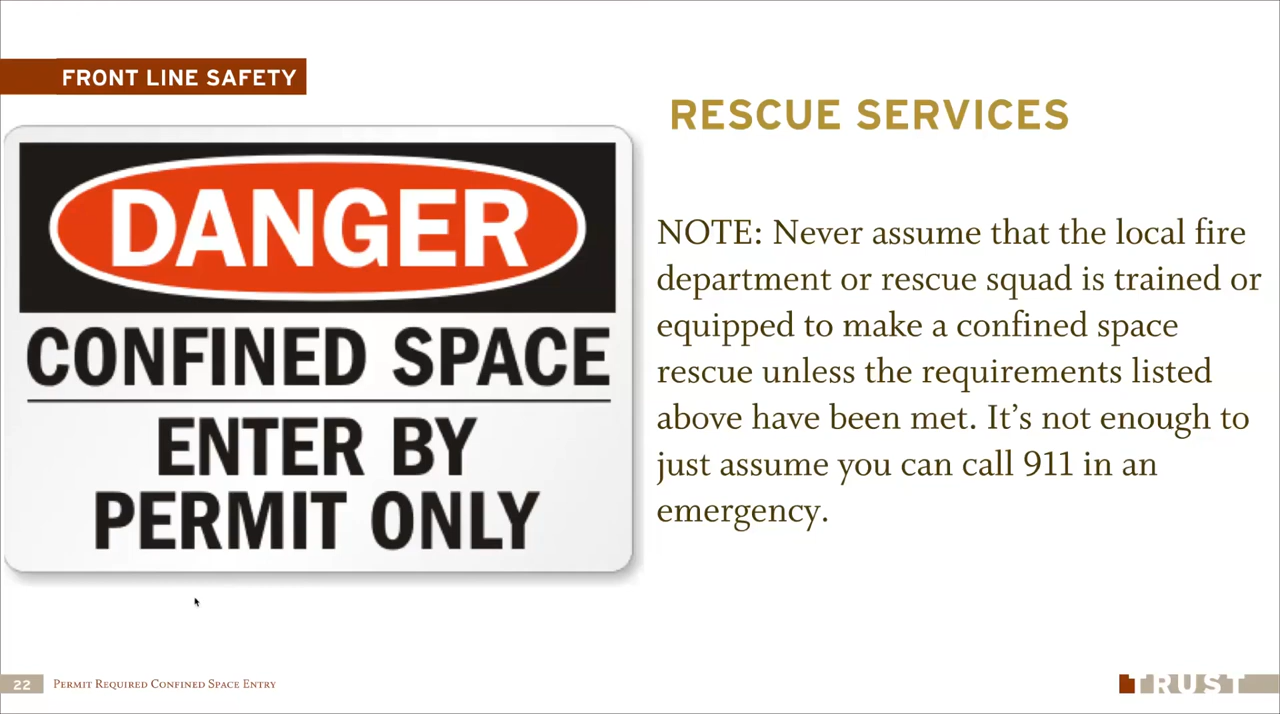 FRONT LINE SAFETY
DANGER
CONFINED SPACE
ENTER BY
PERMIT ONLY
RESCUE SERVICES
NOTE: Never assume that the local fire
department or rescue squad is trained or
equipped to make a confined space
rescue unless the requirements listed
above have been met. It’s not enough to
just assume you can call 911 in an
emergency.
22 Permit Required Confined Space Entry
TRUST